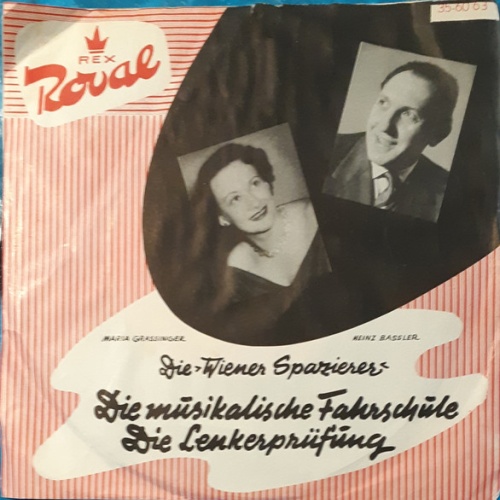 35-60 63
REX
Royal
MARIA GRASSINGER
HEINZ BASSLER
Die »Wiener Spazierer«
Die musikalische Fahrschule
Die Lenkerprüfung